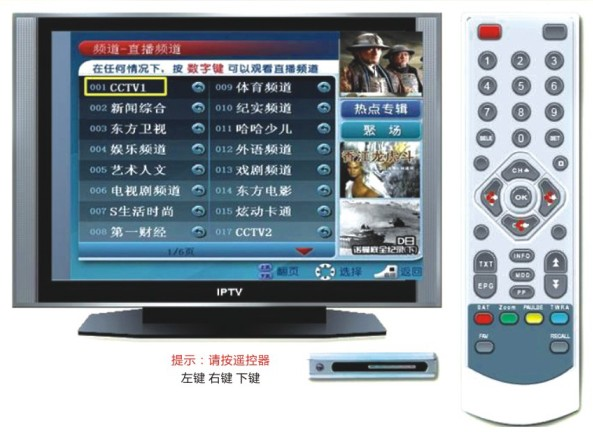 频道-直播频道
在任何情况下，按 数字键 可以观看直播频道
001 CCTV1
002 新闻综合
003 东方卫视
004 娱乐频道
005 艺术人文
006 电视剧频道
007 S生活时尚
008 第一财经
009 体育频道
010 纪实频道
011 哈哈少儿
012 外语频道
013 戏剧频道
014 东方电影
015 炫动卡通
017 CCTV2
1/6页
热点专辑
聚 场
D日
诺曼底全纪录(下)
翻页 选择 返回
IPTV
提示：请按遥控器
左键 右键 下键
1 2 3
4 5 6
7 8 9
0
CH
OK
TXT INFO
MOD
EPG PP
SAT Zoom
FAV RECALL